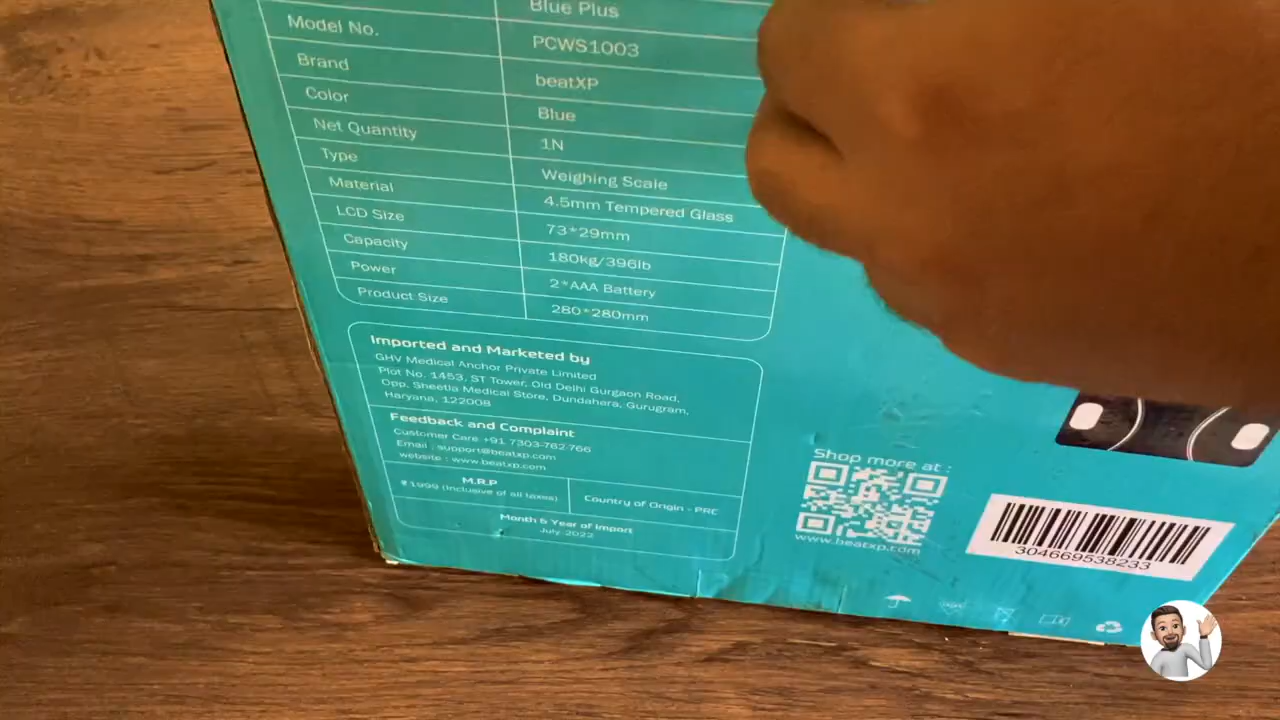 Blue Plus
Model No. PCWS1003
Brand beatXP
Color Blue
Net Quantity 1N
Type Weighing Scale
Material 4.5mm Tempered Glass
LCD Size 73*29mm
Capacity 180kg/396lb
Power 2*AAA Battery
Product Size 280*280mm
Imported and Marketed by
GHV Medical Anchor Private Limited
Plot No. 1453, ST Tower, Old Delhi Gurgaon Road,
Opp. Sheetla Medical Store, Dundahera, Gurugram,
Haryana, 122008
Feedback and Complaint
Customer Care +91 7303-762-766
Email : support@beatxp.com
website : www.beatxp.com
M.R.P
₹1999 (Inclusive of all taxes)
Country of Origin - PRC
Month & Year of Import
July-2022
Shop more at :
www.beatxp.com
304669538233